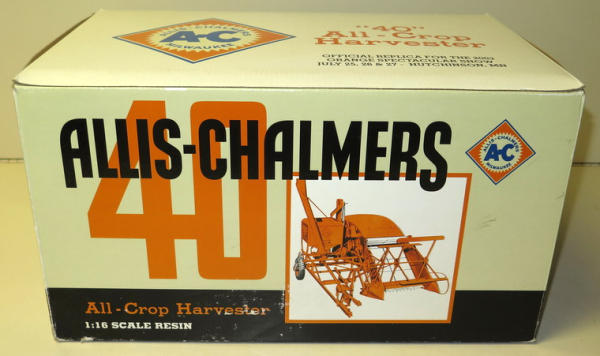 ALLIS-CHALMERS
A-C
MILWAUKEE
"40"
All-Crop
Harvester
OFFICIAL REPLICA FOR THE 2003
ORANGE SPECTACULAR SHOW
JULY 25, 26 & 27 - HUTCHINSON, MN
40
ALLIS-CHALMERS
ALLIS-CHALMERS
A-C
MILWAUKEE
All-Crop Harvester
1:16 SCALE RESIN